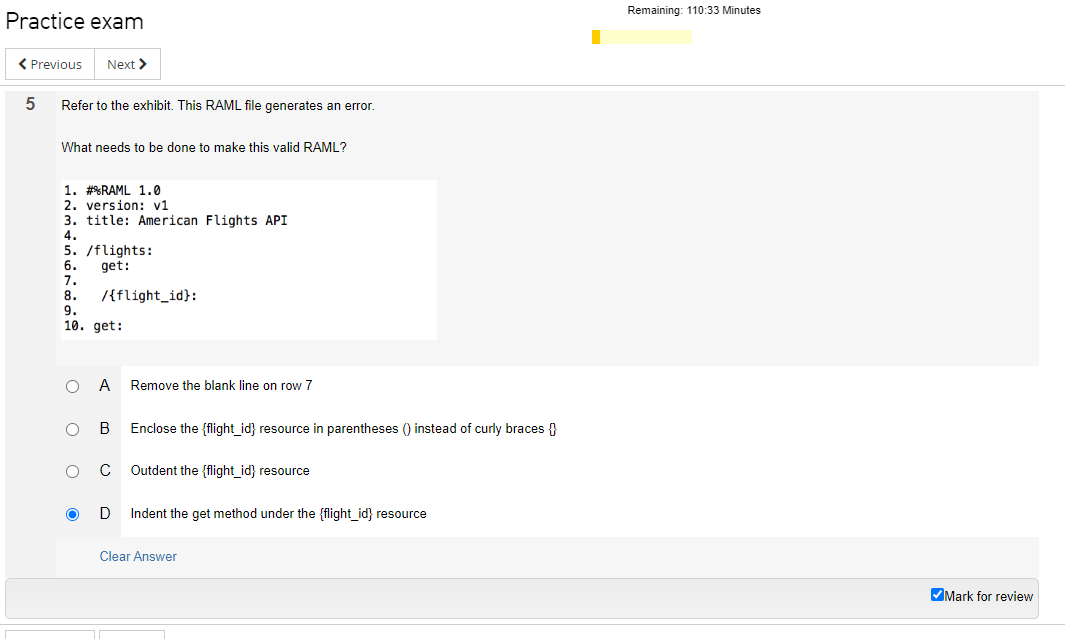 Remaining: 110:33 Minutes
Practice exam
Previous
Next
5
Refer to the exhibit. This RAML file generates an error.
What needs to be done to make this valid RAML?
1. #%RAML 1.0
2. version: v1
3. title: American Flights API
4.
5. /flights:
6.   get:
7.
8.   /{flight_id}:
9.
10. get:
A Remove the blank line on row 7
B Enclose the {flight_id} resource in parentheses () instead of curly braces {}
C Outdent the {flight_id} resource
D Indent the get method under the {flight_id} resource
Clear Answer
Mark for review